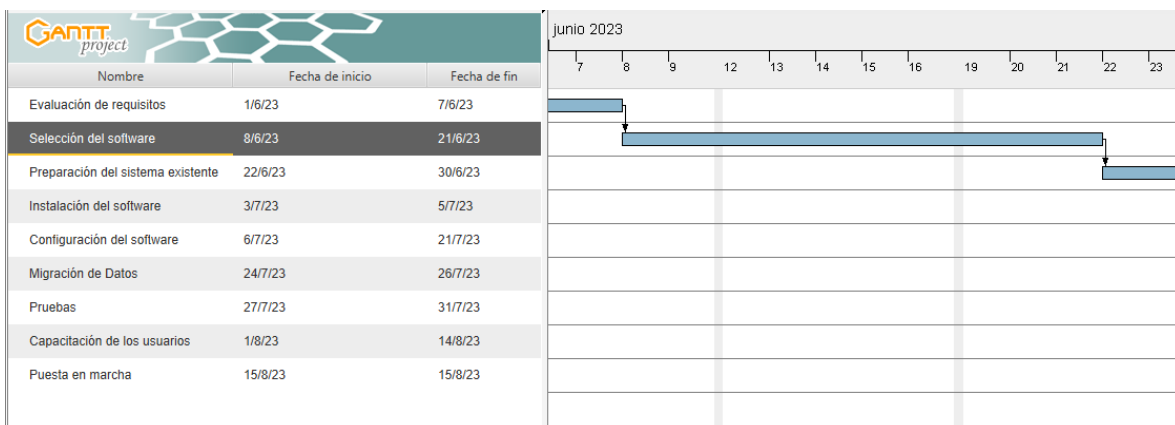 GANTT
project
junio 2023
7 8 9 12 13 14 15 16 19 20 21 22 23
Nombre Fecha de inicio Fecha de fin
Evaluación de requisitos 1/6/23 7/6/23
Selección del software 8/6/23 21/6/23
Preparación del sistema existente 22/6/23 30/6/23
Instalación del software 3/7/23 5/7/23
Configuración del software 6/7/23 21/7/23
Migración de Datos 24/7/23 26/7/23
Pruebas 27/7/23 31/7/23
Capacitación de los usuarios 1/8/23 14/8/23
Puesta en marcha 15/8/23 15/8/23